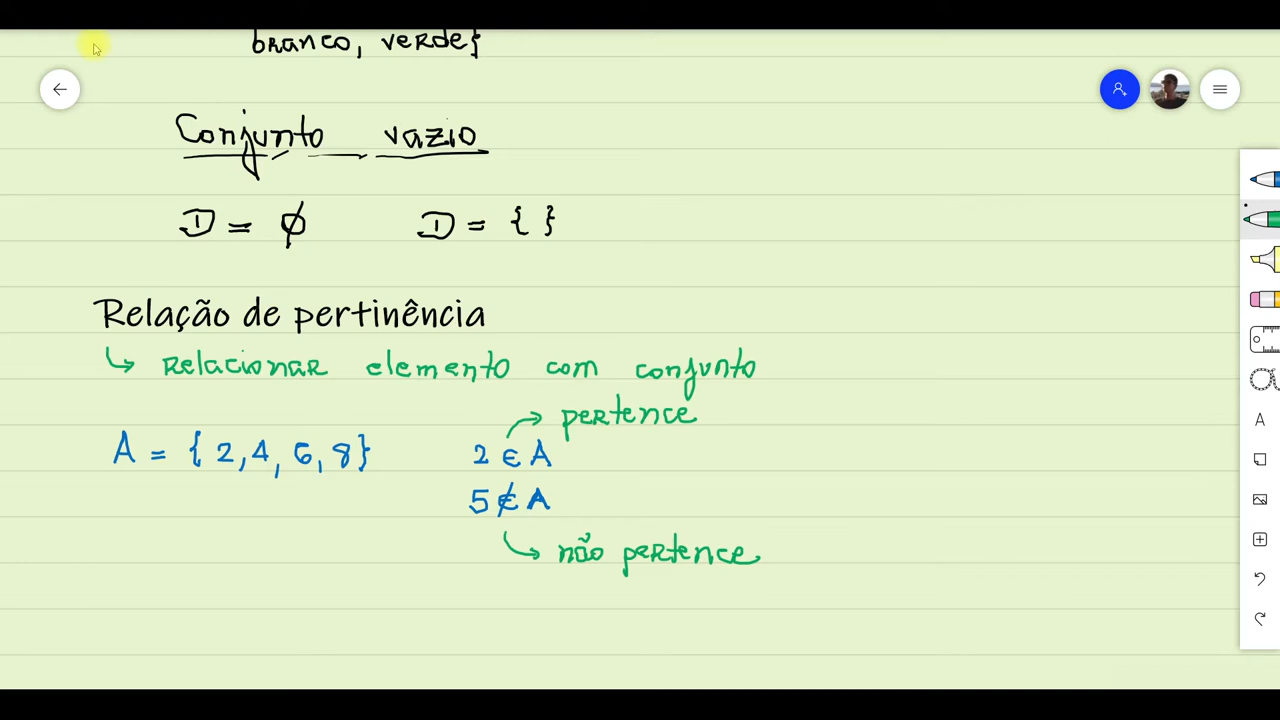 branco, verde}
Conjunto vazio
D = ∅ D = { }
Relação de pertinência
↳ relacionar elemento com conjunto
pertence
A = { 2, 4, 6, 8} 2 ∈ A
5 ∉ A
não pertence
A